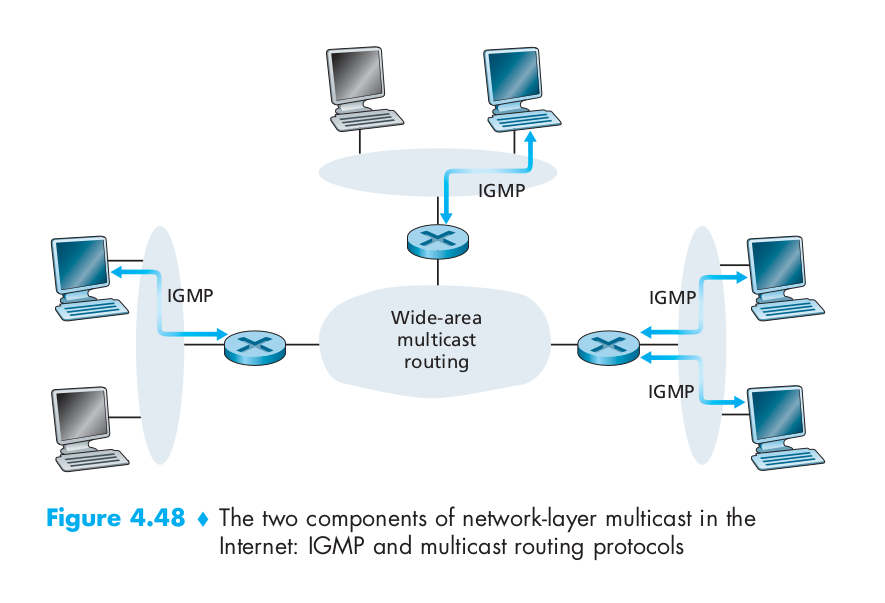 IGMP
IGMP
IGMP
Wide-area
multicast
routing
IGMP
Figure 4.48 ♦ The two components of network-layer multicast in the
Internet: IGMP and multicast routing protocols